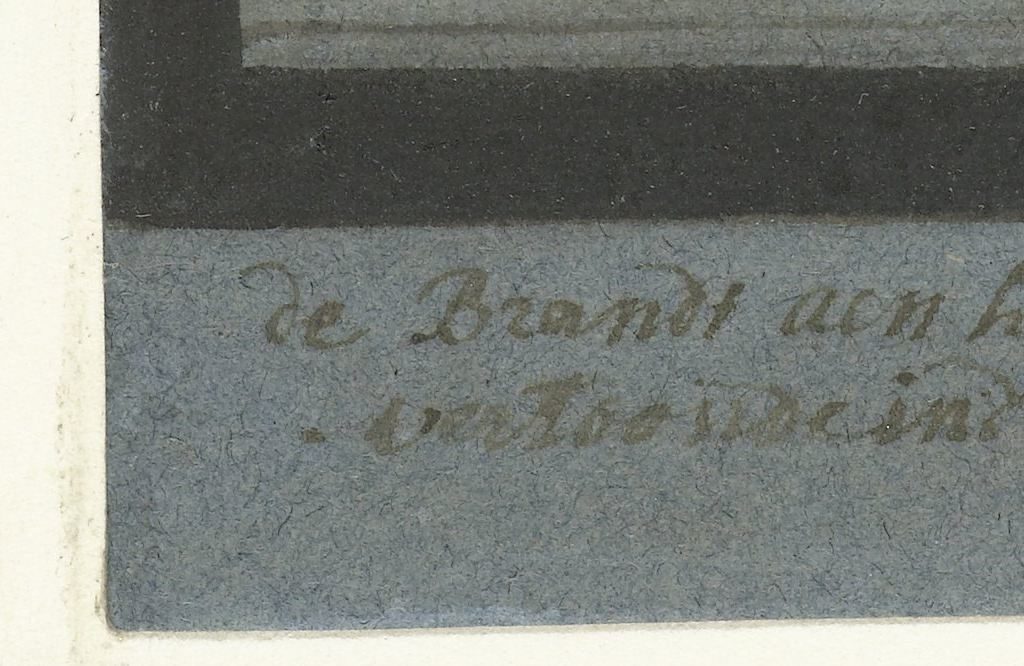 de Brandt aen h
vertoonde in d